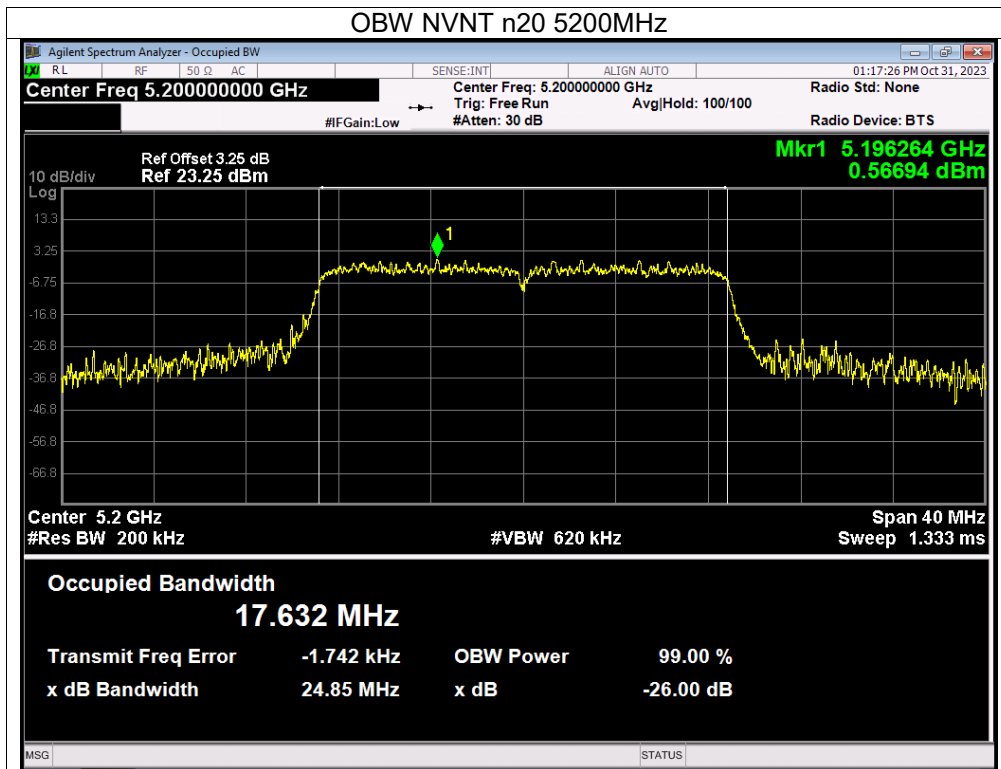 OBW NVNT n20 5200MHz
Agilent Spectrum Analyzer - Occupied BW
LXI RL RF 50 Ω AC SENSE:INT ALIGN AUTO 01:17:26 PM Oct 31, 2023
Center Freq 5.200000000 GHz Center Freq: 5.200000000 GHz Radio Std: None
Trig: Free Run Avg|Hold: 100/100
#IFGain:Low #Atten: 30 dB Radio Device: BTS
Ref Offset 3.25 dB Mkr1 5.196264 GHz
10 dB/div Ref 23.25 dBm 0.56694 dBm
Log
13.3
1
3.25
-6.75
-16.8
-26.8
-36.8
-46.8
-56.8
-66.8
Center 5.2 GHz Span 40 MHz
#Res BW 200 kHz #VBW 620 kHz Sweep 1.333 ms
Occupied Bandwidth
17.632 MHz
Transmit Freq Error -1.742 kHz OBW Power 99.00 %
x dB Bandwidth 24.85 MHz x dB -26.00 dB
MSG STATUS